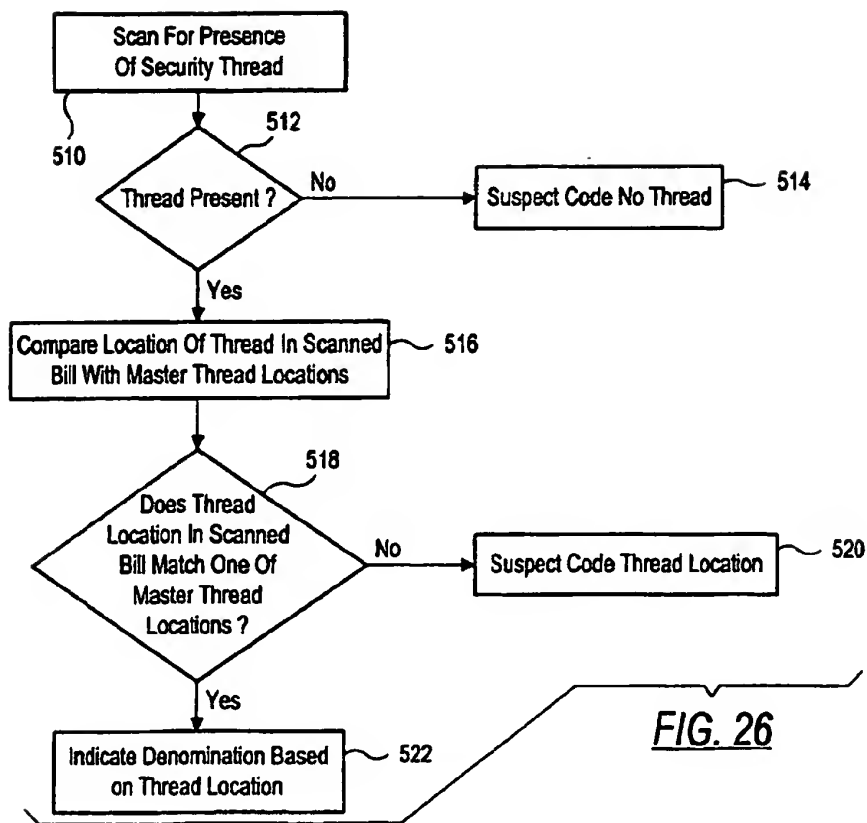 Scan For Presence
Of Security Thread
510
512
Thread Present ?
No
Suspect Code No Thread
514
Yes
Compare Location Of Thread In Scanned
Bill With Master Thread Locations
516
518
Does Thread
Location In Scanned
Bill Match One Of
Master Thread
Locations ?
No
Suspect Code Thread Location
520
Yes
Indicate Denomination Based
on Thread Location
522
FIG. 26